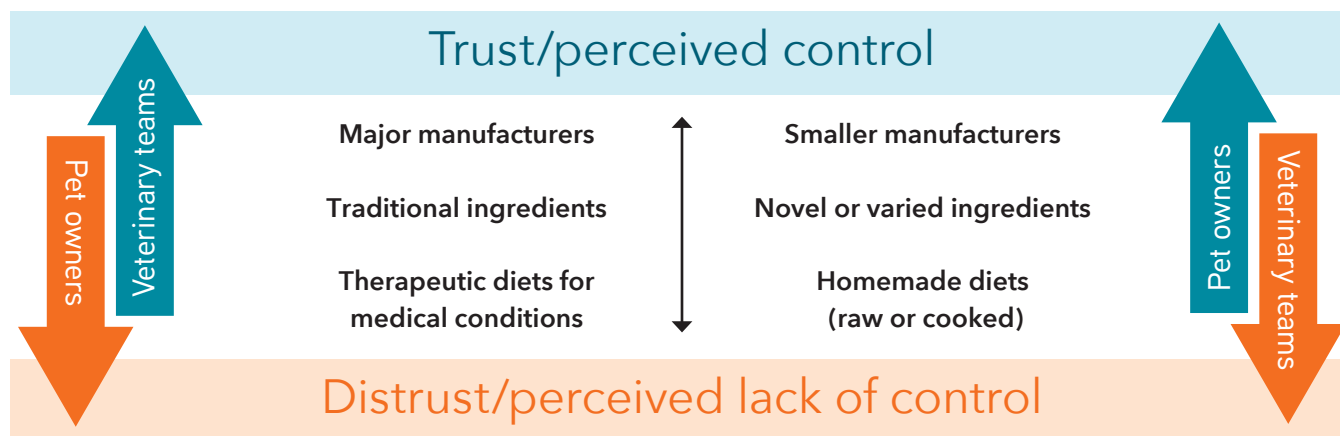 Trust/perceived control
Pet owners
Veterinary teams
Major manufacturers
Traditional ingredients
Therapeutic diets for
medical conditions
Smaller manufacturers
Novel or varied ingredients
Homemade diets
(raw or cooked)
Pet owners
Veterinary teams
Distrust/perceived lack of control